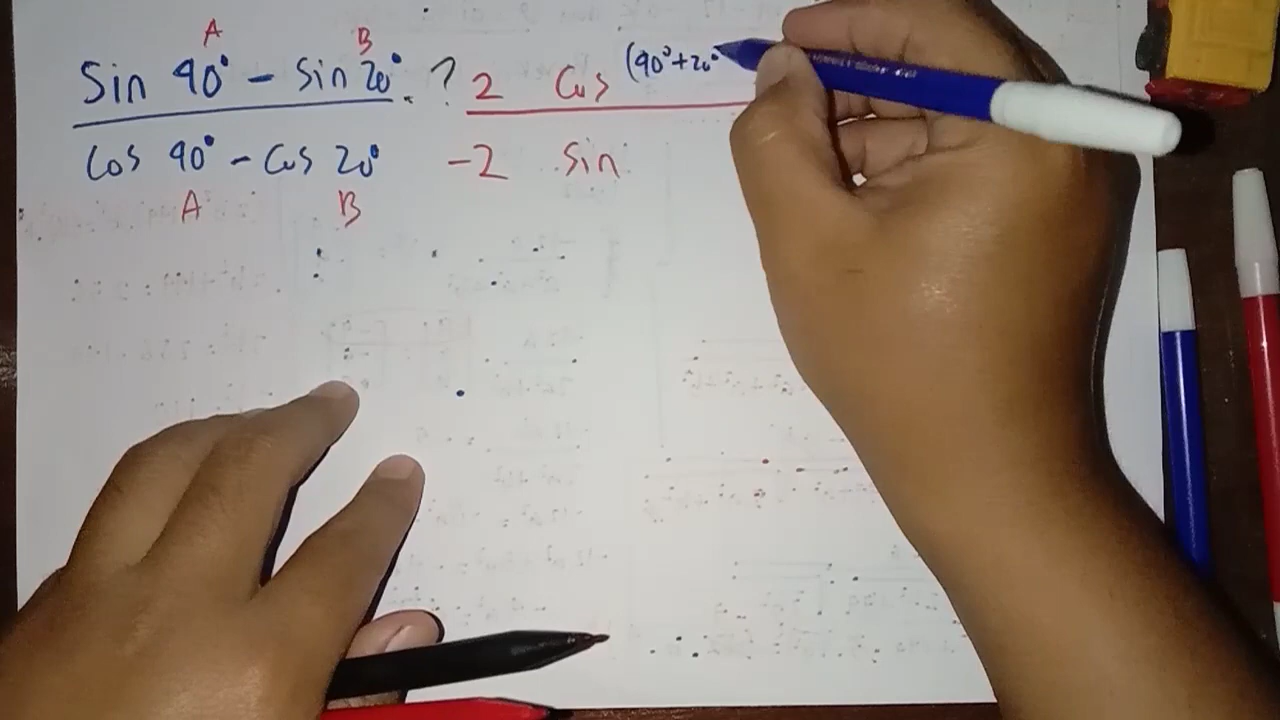 A B
Sin 90° - Sin 20° . ? 2 Cos (90°+20°
Cos 90° - Cos 20° -2 Sin
A B